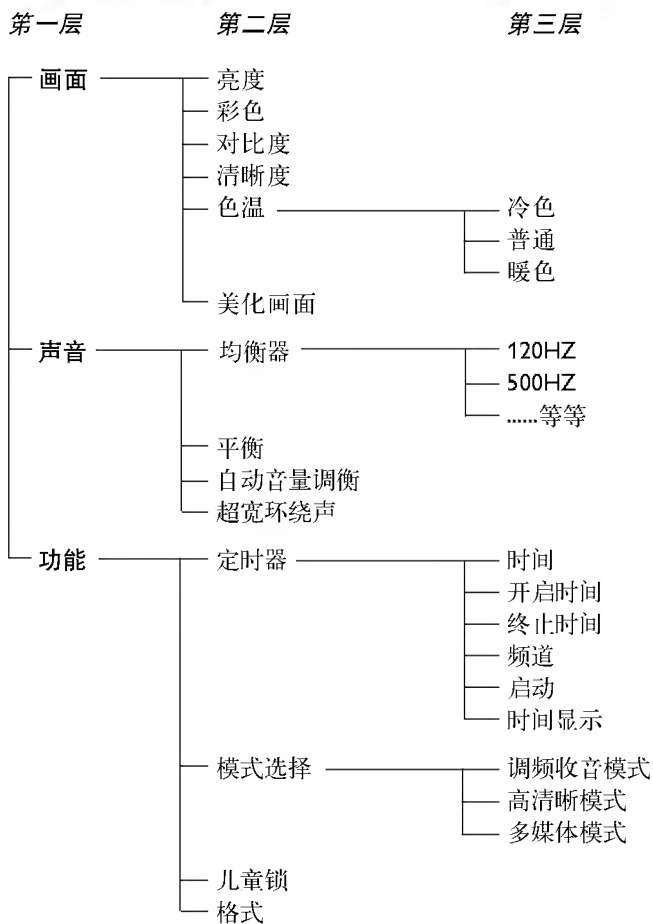 第一层 第二层 第三层
画面 亮度
彩色
对比度
清晰度
色温 冷色
普通
暖色
美化画面
声音 均衡器 120HZ
500HZ
......等等
平衡
自动音量调衡
超宽环绕声
功能 定时器 时间
开启时间
终止时间
频道
启动
时间显示
模式选择 调频收音模式
高清晰模式
多媒体模式
儿童锁
格式